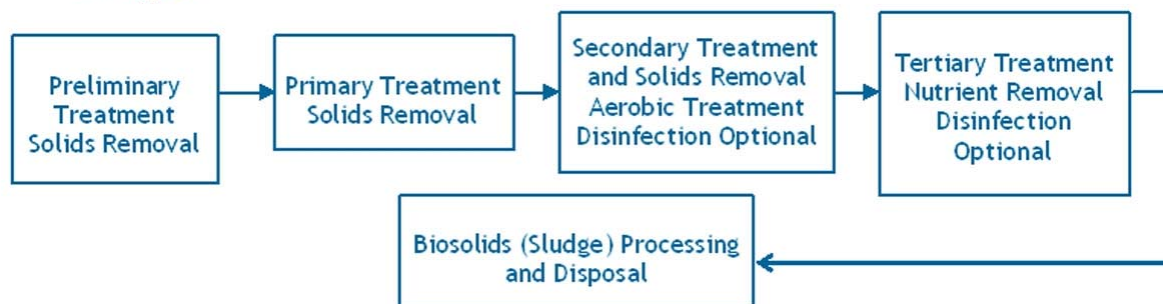 Preliminary
Treatment
Solids Removal
Primary Treatment
Solids Removal
Secondary Treatment
and Solids Removal
Aerobic Treatment
Disinfection Optional
Tertiary Treatment
Nutrient Removal
Disinfection
Optional
Biosolids (Sludge) Processing
and Disposal